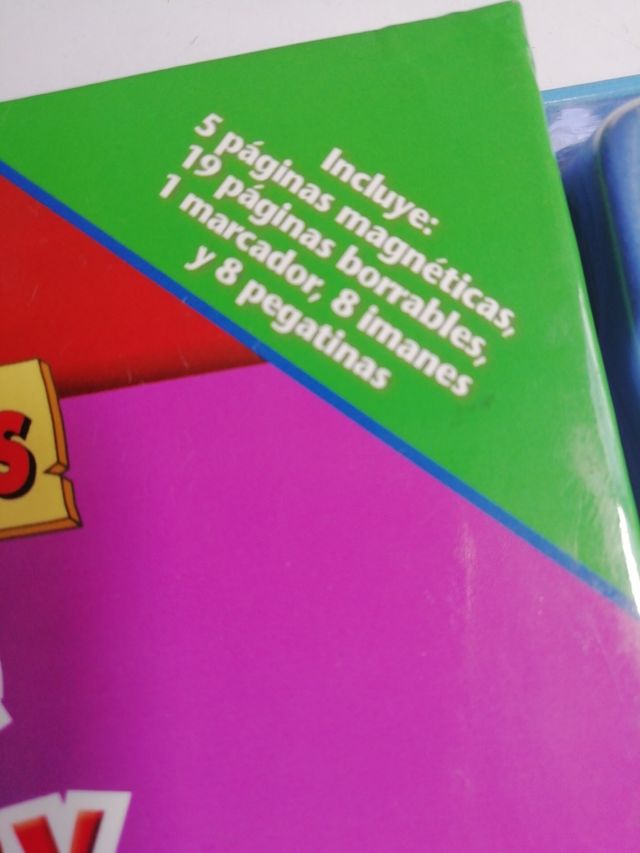 Incluye:
5 páginas magnéticas,
19 páginas borrables,
1 marcador, 8 imanes
y 8 pegatinas
S
Y